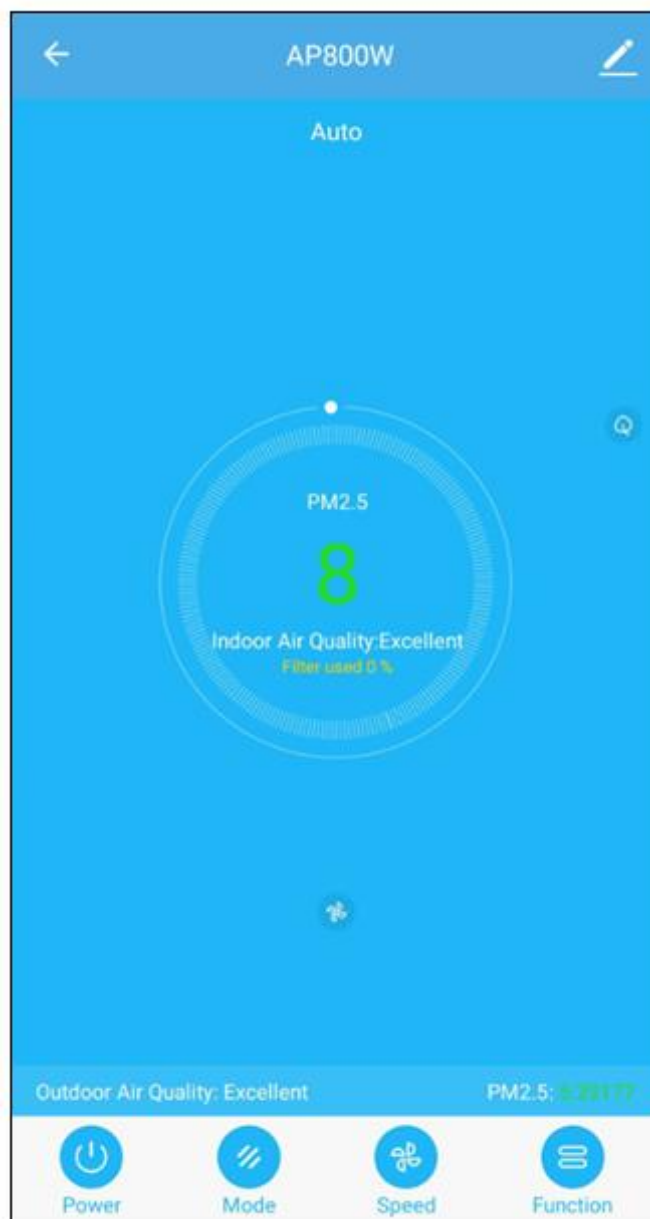 AP800W
Auto
PM2.5
8
Indoor Air Quality:Excellent
Filter used 0 %
Outdoor Air Quality: Excellent PM2.5:
Power Mode Speed Function